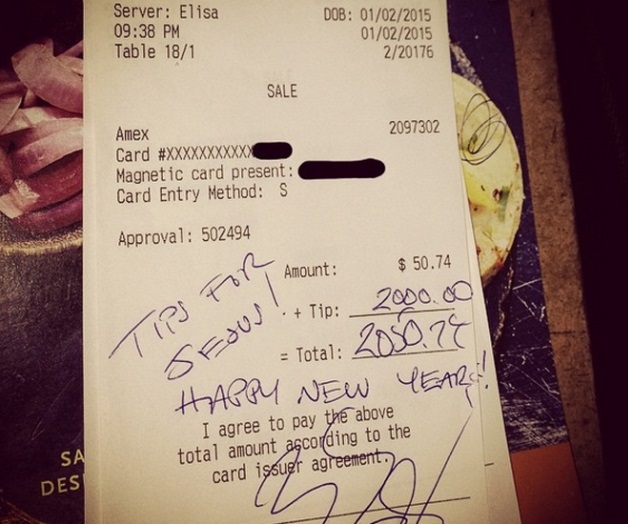 Server: Elisa DOB: 01/02/2015
09:38 PM 01/02/2015
Table 18/1 2/20176
SALE
Amex 2097302
Card #XXXXXXXXXXX
Magnetic card present:
Card Entry Method: S
Approval: 502494
Amount: $ 50.74
+ Tip: 2000.00
= Total: 2050.74
TIPS FOR
JESUS!
HAPPY NEW YEAR!
I agree to pay the above
total amount according to the
card issuer agreement.
SA
DES